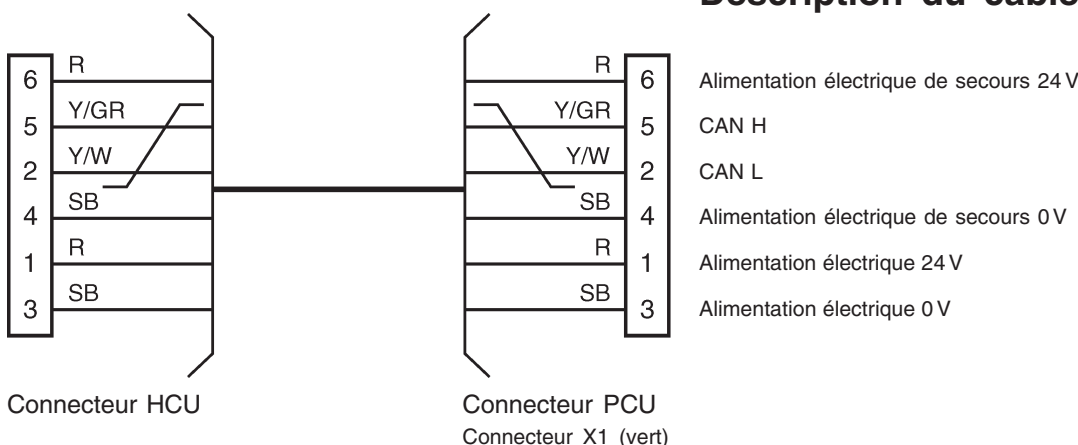 Description du câble
6 R R 6 Alimentation électrique de secours 24 V
5 Y/GR Y/GR 5 CAN H
2 Y/W Y/W 2 CAN L
4 SB SB 4 Alimentation électrique de secours 0 V
1 R R 1 Alimentation électrique 24 V
3 SB SB 3 Alimentation électrique 0 V
Connecteur HCU Connecteur PCU
Connecteur X1 (vert)